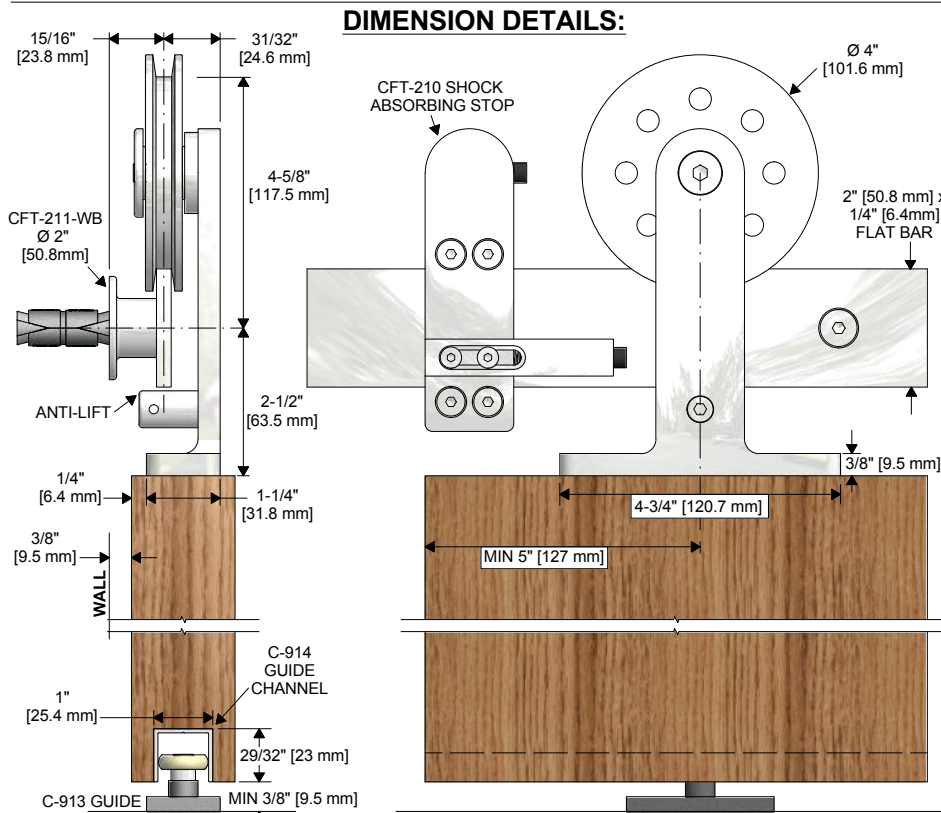 DIMENSION DETAILS:
15/16"
[23.8 mm]
31/32"
[24.6 mm]
4-5/8"
[117.5 mm]
CFT-211-WB
Ø 2"
[50.8mm]
ANTI-LIFT
2-1/2"
[63.5 mm]
1/4"
[6.4 mm]
1-1/4"
[31.8 mm]
3/8"
[9.5 mm]
WALL
C-914
GUIDE
CHANNEL
1"
[25.4 mm]
29/32" [23 mm]
C-913 GUIDE
MIN 3/8" [9.5 mm]
CFT-210 SHOCK
ABSORBING STOP
Ø 4"
[101.6 mm]
2" [50.8 mm] x
1/4" [6.4mm]
FLAT BAR
3/8" [9.5 mm]
4-3/4" [120.7 mm]
MIN 5" [127 mm]